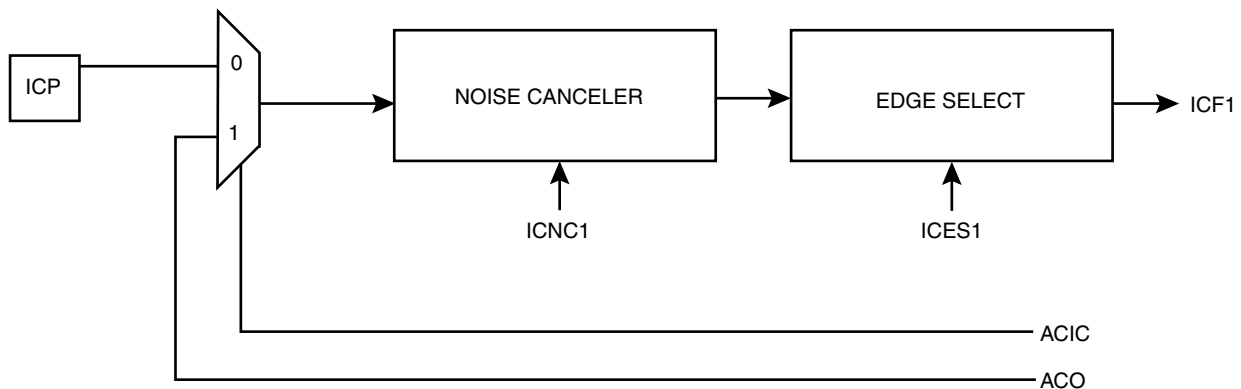 ICP
0
1
NOISE CANCELER
EDGE SELECT
ICF1
ICNC1
ICES1
ACIC
ACO